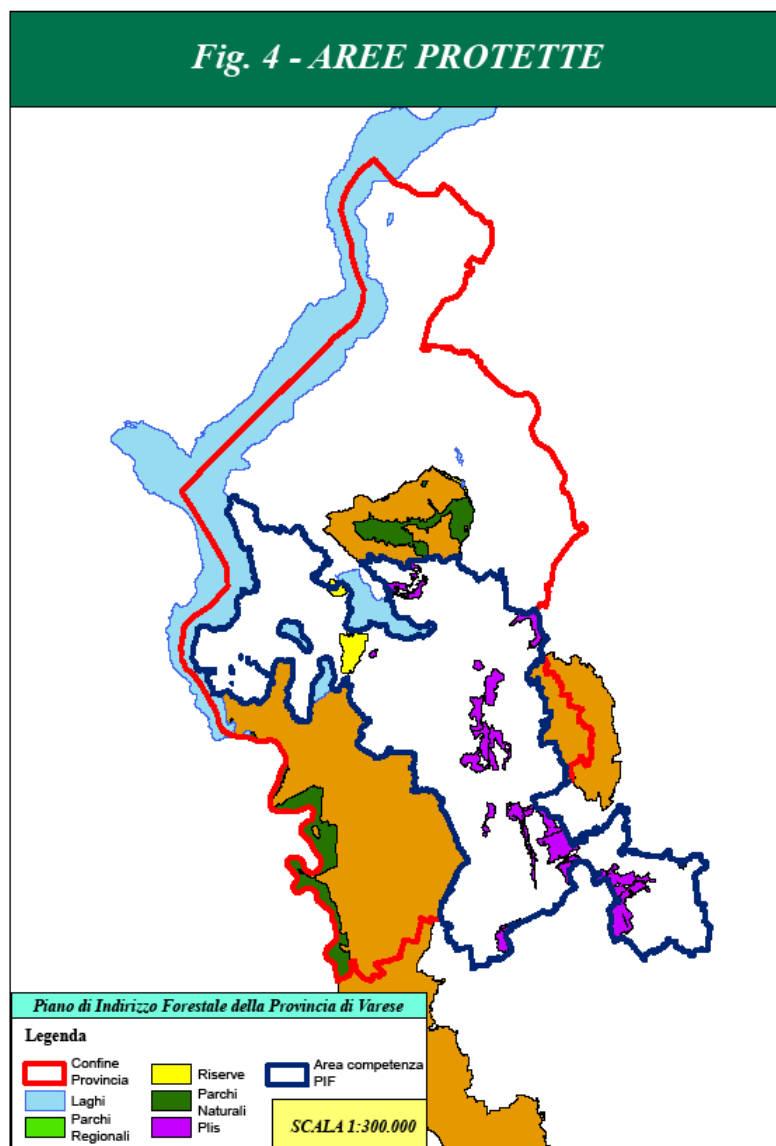 Fig. 4 - AREE PROTETTE
Piano di Indirizzo Forestale della Provincia di Varese
Legenda
Confine
Provincia
Laghi
Parchi
Regionali
Riserve
Parchi
Naturali
Plis
Area competenza
PIF
SCALA 1:300.000